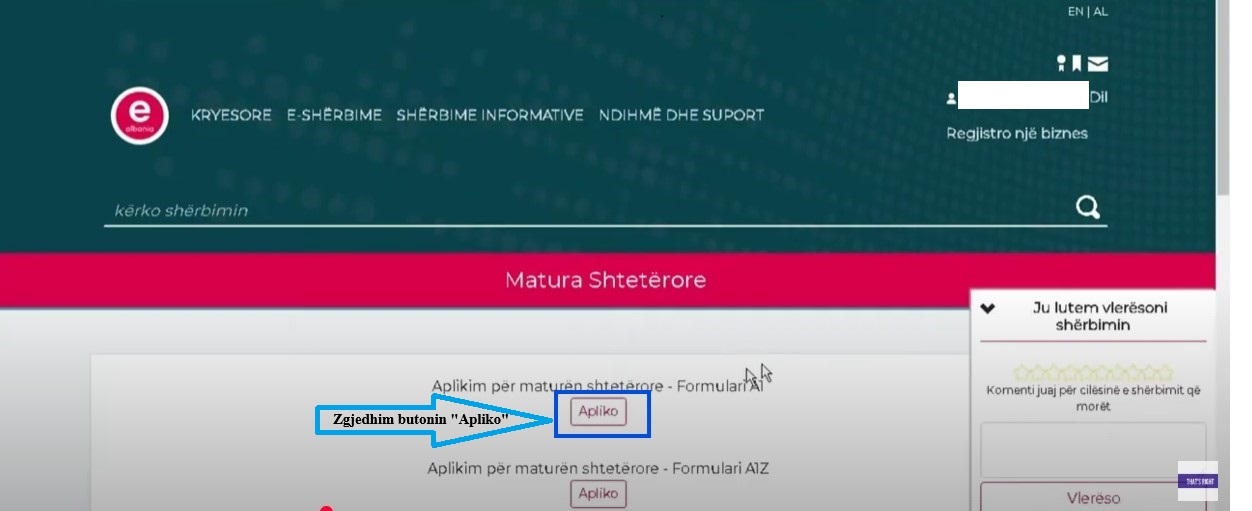 EN | AL
e
albania
KRYESORE E-SHËRBIME SHËRBIME INFORMATIVE NDIHMË DHE SUPORT
Dil
Regjistro një biznes
kërko shërbimin
Matura Shtetërore
Ju lutem vlerësoni
shërbimin
Komenti juaj për cilësinë e shërbimit që
morët
Vlerëso
Aplikim për maturën shtetërore - Formulari A1
Apliko
Zgjedhim butonin "Apliko"
Aplikim për maturën shtetërore - Formulari A1Z
Apliko
THAT'S RIGHT